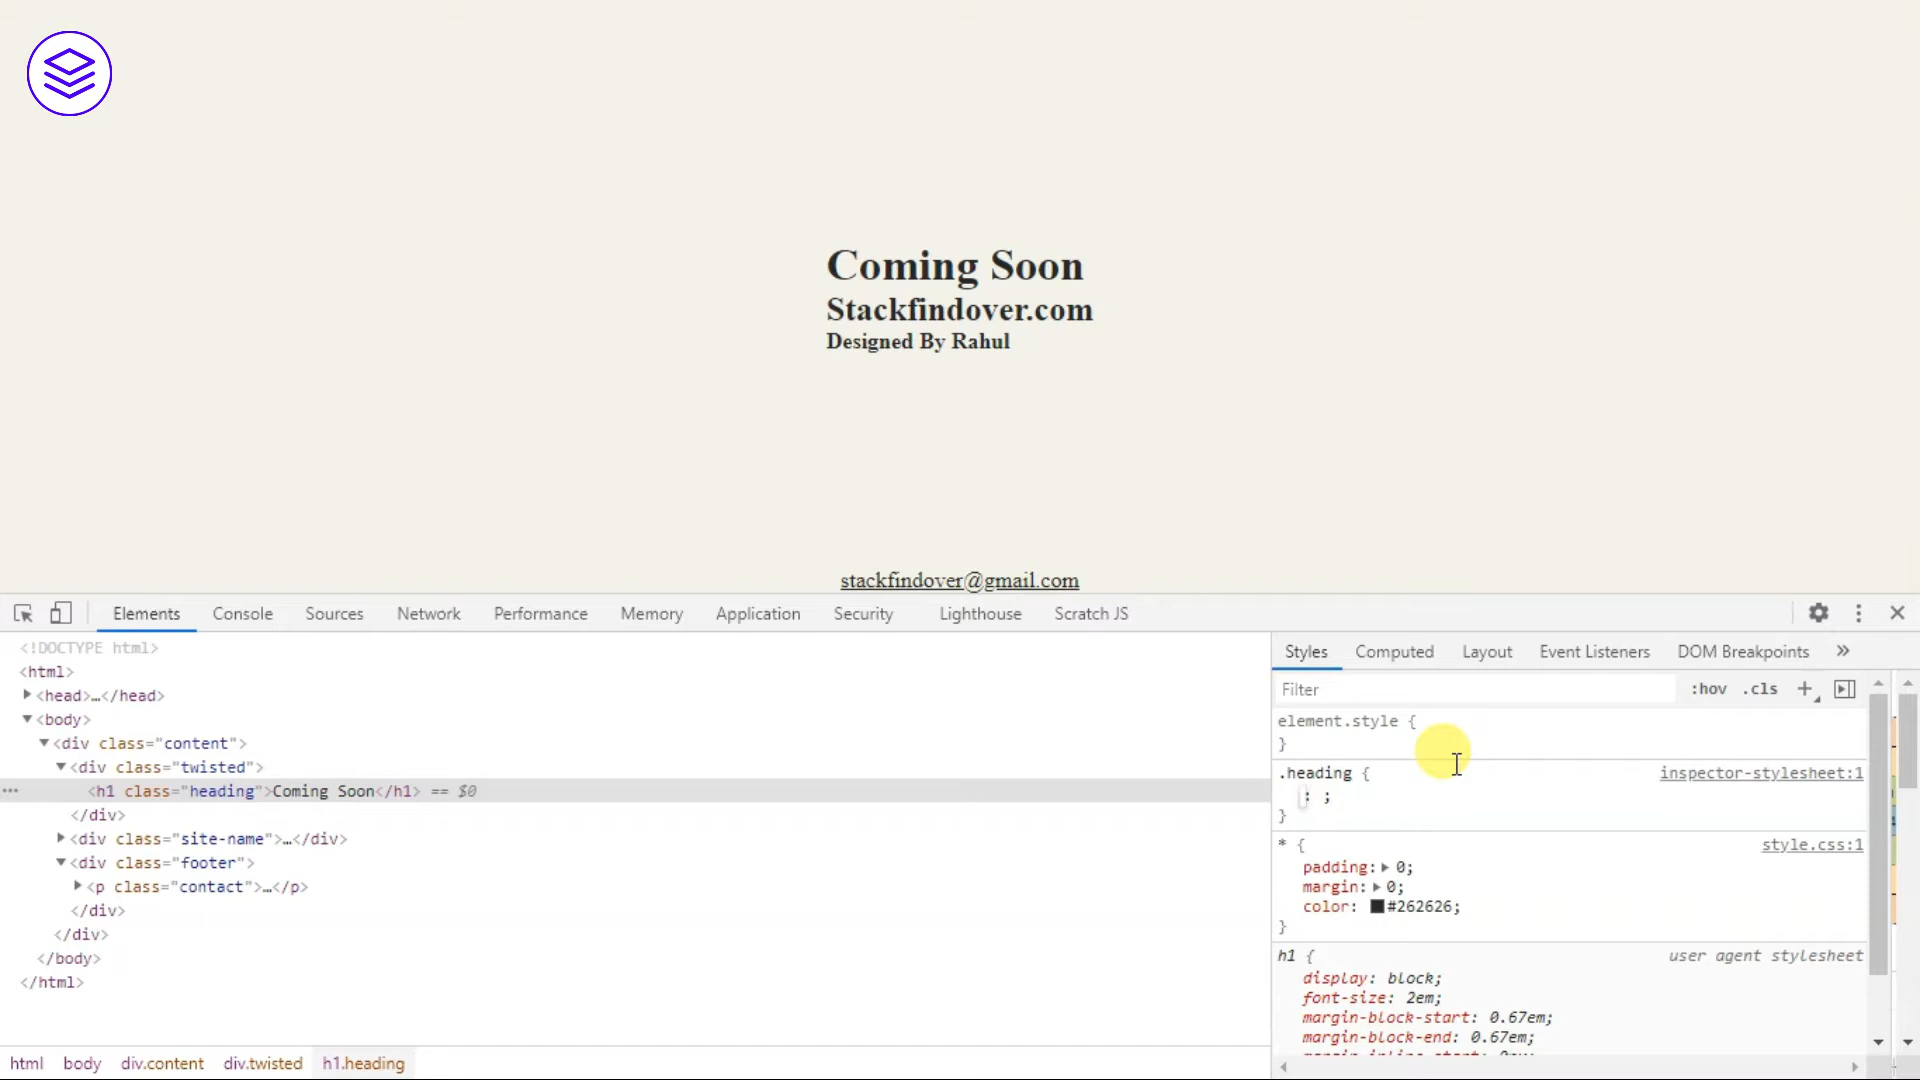 Coming Soon
Stackfindover.com
Designed By Rahul
stackfindover@gmail.com
Elements Console Sources Network Performance Memory Application Security Lighthouse Scratch JS
<!DOCTYPE html>
<html>
<head>…</head>
<body>
<div class="content">
<div class="twisted">
<h1 class="heading">Coming Soon</h1> == $0
</div>
<div class="site-name">…</div>
<div class="footer">
<p class="contact">…</p>
</div>
</div>
</body>
</html>
html body div.content div.twisted h1.heading
Styles Computed Layout Event Listeners DOM Breakpoints »
Filter :hov .cls +
element.style {
}
.heading { inspector-stylesheet:1
: ;
}
* { style.css:1
padding: 0;
margin: 0;
color: #262626;
}
h1 { user agent stylesheet
display: block;
font-size: 2em;
margin-block-start: 0.67em;
margin-block-end: 0.67em;